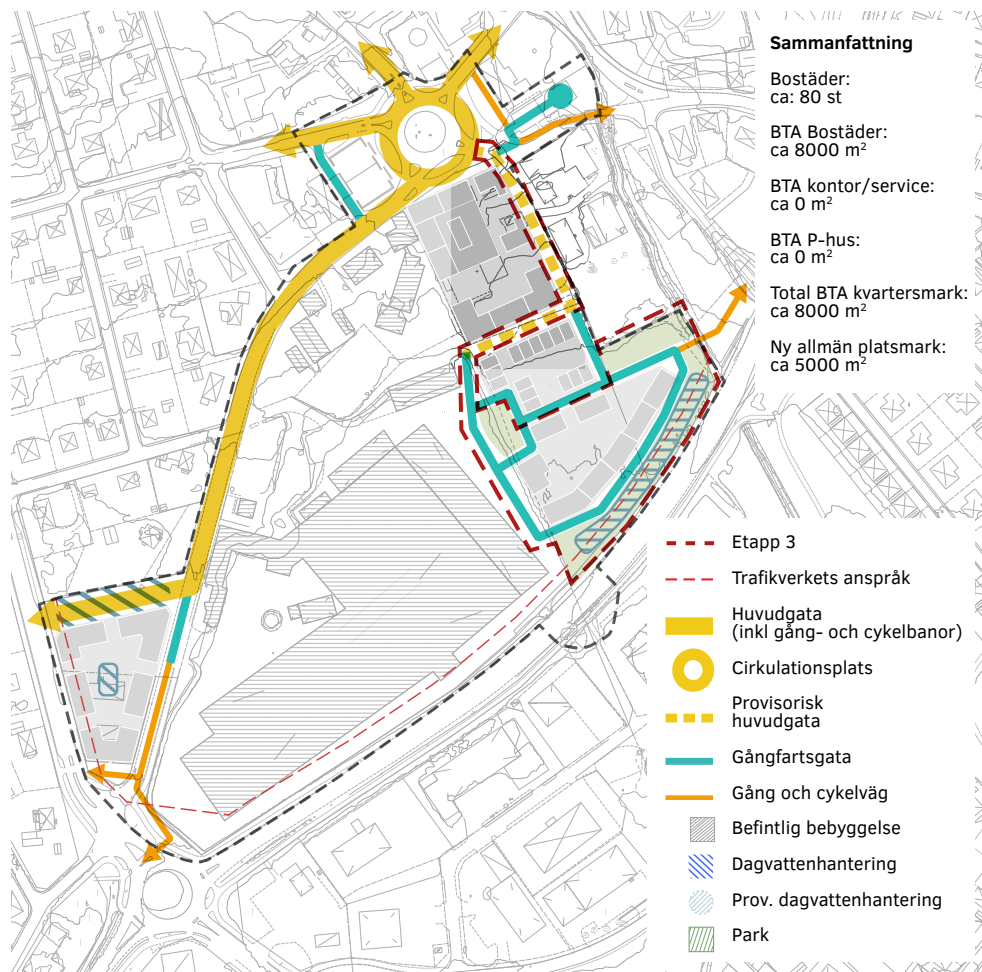 Sammanfattning
Bostäder:
ca: 80 st
BTA Bostäder:
ca 8000 m²
BTA kontor/service:
ca 0 m²
BTA P-hus:
ca 0 m²
Total BTA kvartersmark:
ca 8000 m²
Ny allmän platsmark:
ca 5000 m²
Etapp 3
Trafikverkets anspråk
Huvudgata
(inkl gång- och cykelbanor)
Cirkulationsplats
Provisorisk
huvudgata
Gångfartsgata
Gång och cykelväg
Befintlig bebyggelse
Dagvattenhantering
Prov. dagvattenhantering
Park